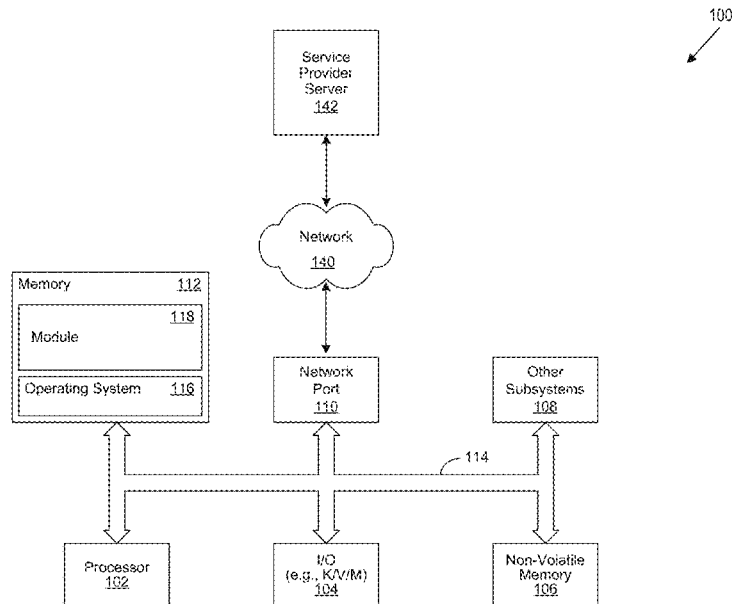 100
Service
Provider
Server
142
Network
140
Memory 112
118
Module
Operating System 116
Network
Port
110
Other
Subsystems
108
114
Processor
102
I/O
(e.g., K/V/M)
104
Non-Volatile
Memory
106